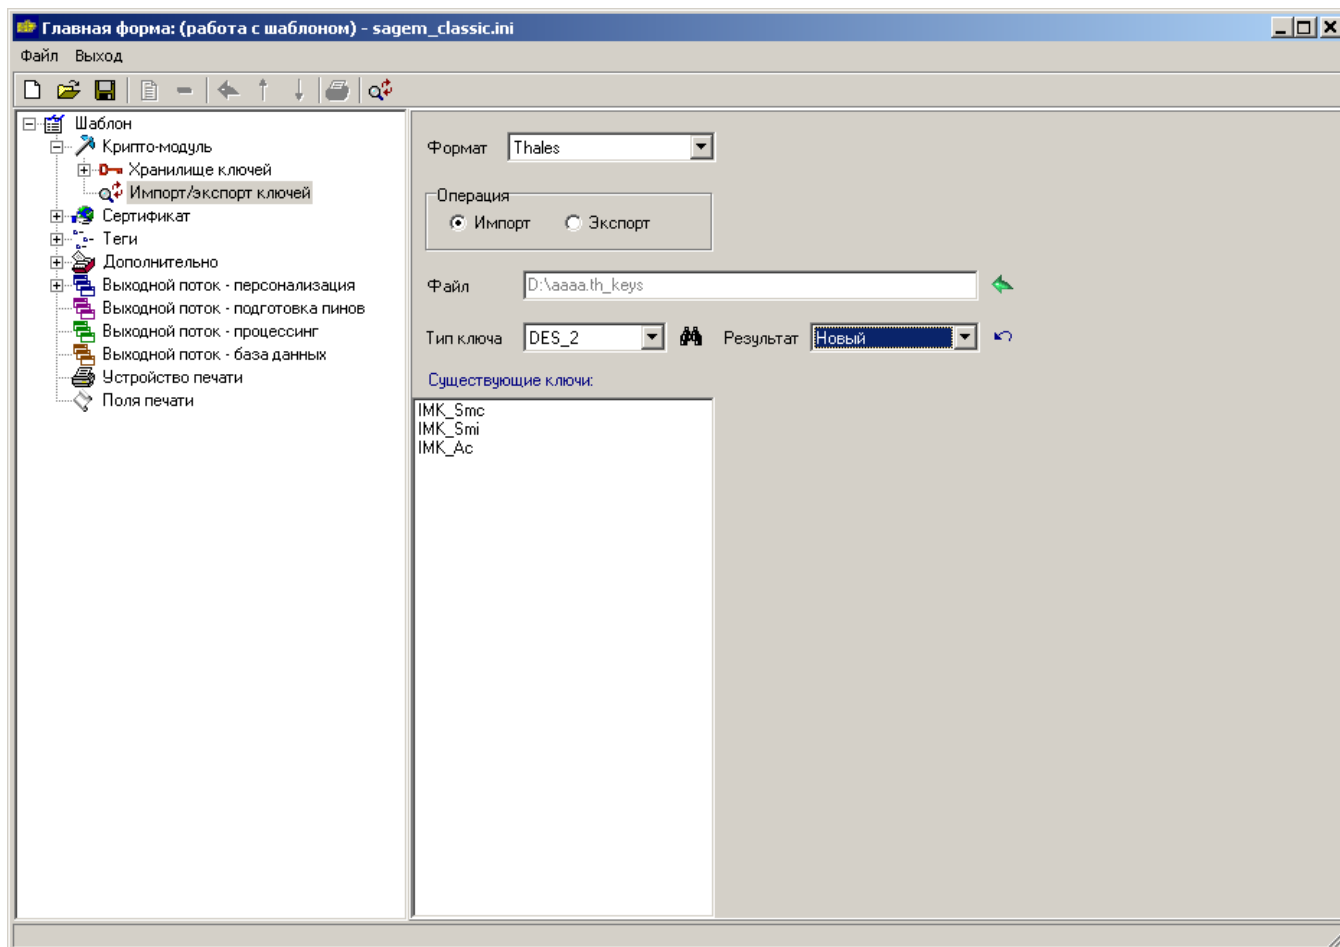 Главная форма: (работа с шаблоном) - sagem_classic.ini
Файл Выход
Шаблон
Крипто-модуль
Хранилище ключей
Импорт/экспорт ключей
Сертификат
Теги
Дополнительно
Выходной поток - персонализация
Выходной поток - подготовка пинов
Выходной поток - процессинг
Выходной поток - база данных
Устройство печати
Поля печати
Формат Thales
Операция
Импорт Экспорт
Файл D:\aaaa.th_keys
Тип ключа DES_2 Результат Новый
Существующие ключи:
IMK_Smc
IMK_Smi
IMK_Ac